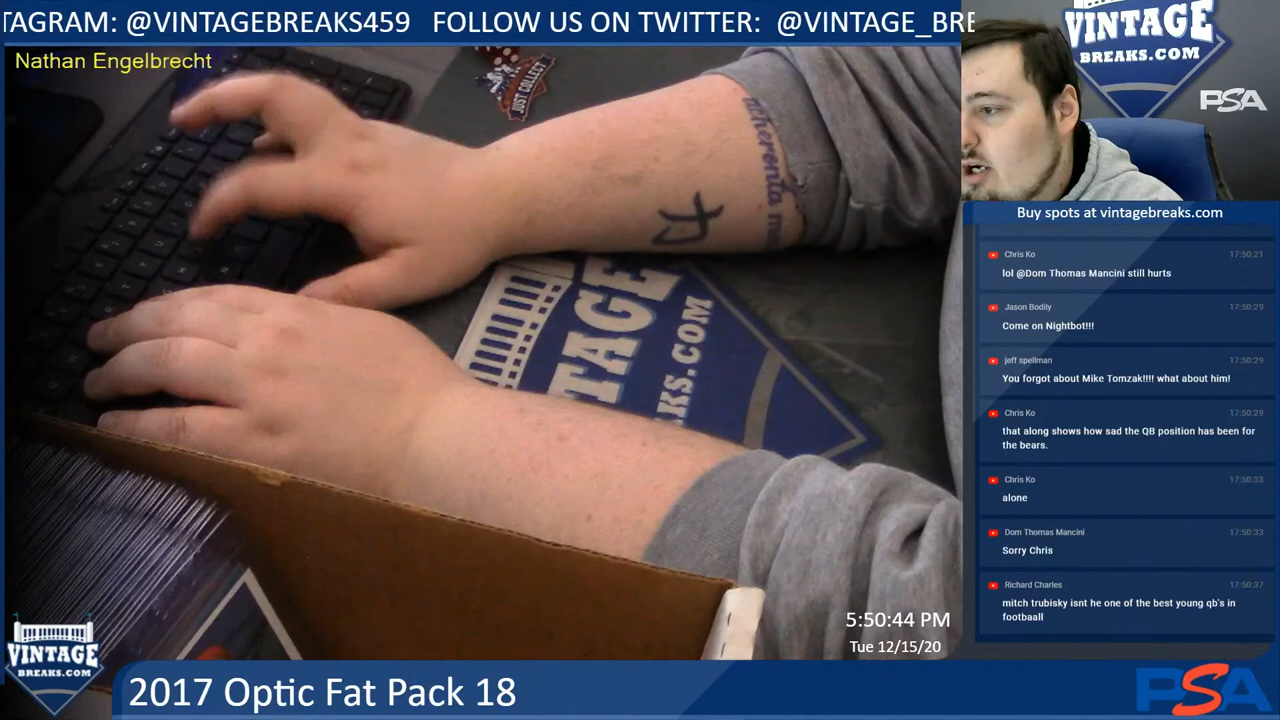 TAGRAM: @VINTAGEBREAKS459 FOLLOW US ON TWITTER: @VINTAGE_BRE
Nathan Engelbrecht
JUST COLLECT
acheronta
TAGE
KS.COM
VINTAGE
BREAKS.COM
PSA
Buy spots at vintagebreaks.com
Chris Ko 17:50:21
lol @Dom Thomas Mancini still hurts
Jason Bodily 17:50:29
Come on Nightbot!!!
jeff spellman 17:50:29
You forgot about Mike Tomzak!!!! what about him!
Chris Ko 17:50:29
that along shows how sad the QB position has been for
the bears.
Chris Ko 17:50:33
alone
Dom Thomas Mancini 17:50:33
Sorry Chris
Richard Charles 17:50:37
mitch trubisky isnt he one of the best young qb's in
footbaall
5:50:44 PM
Tue 12/15/20
VINTAGE
BREAKS.COM
2017 Optic Fat Pack 18
PSA